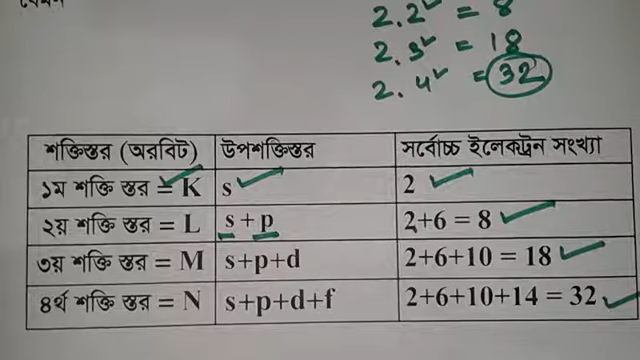 2.2² = 8
2.3² = 18
2.4² = 32
শক্তিস্তর (অরবিট) উপশক্তিস্তর সর্বোচ্চ ইলেকট্রন সংখ্যা
১ম শক্তি স্তর = K s 2
২য় শক্তি স্তর = L s + p 2+6 = 8
৩য় শক্তি স্তর = M s+p+d 2+6+10 = 18
৪র্থ শক্তি স্তর = N s+p+d+f 2+6+10+14 = 32